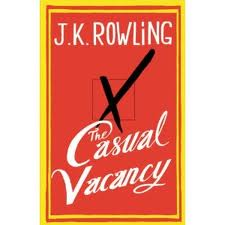 J.K. ROWLING
The
Casual
Vacancy